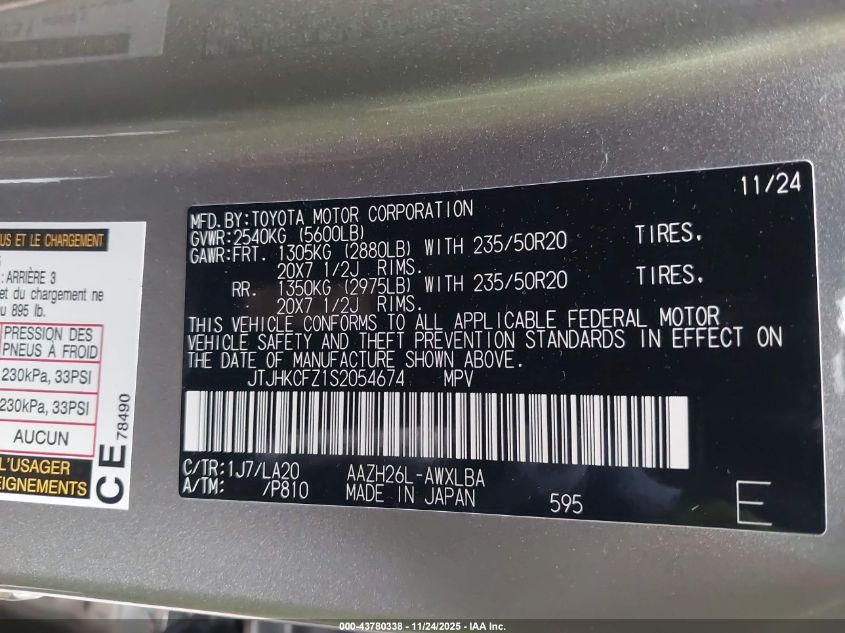 US ET LE CHARGEMENT
: ARRIÈRE 3
et du chargement ne
u 895 lb.
PRESSION DES
PNEUS À FROID
230kPa, 33PSI
230kPa, 33PSI
AUCUN
L'USAGER
EIGNEMENTS
CE 78490
11/24
MFD.BY:TOYOTA MOTOR CORPORATION
GVWR:2540KG (5600LB)
GAWR:FRT. 1305KG (2880LB) WITH 235/50R20 TIRES.
20X7 1/2J RIMS.
RR. 1350KG (2975LB) WITH 235/50R20 TIRES.
20X7 1/2J RIMS.
THIS VEHICLE CONFORMS TO ALL APPLICABLE FEDERAL MOTOR
VEHICLE SAFETY AND THEFT PREVENTION STANDARDS IN EFFECT ON
THE DATE OF MANUFACTURE SHOWN ABOVE.
JTJHKCFZ1S2054674 MPV
C/TR:1J7/LA20 AAZH26L-AWXLBA
A/TM: /P810 MADE IN JAPAN 595
E
000-43780338 - 11/24/2025 - IAA Inc.